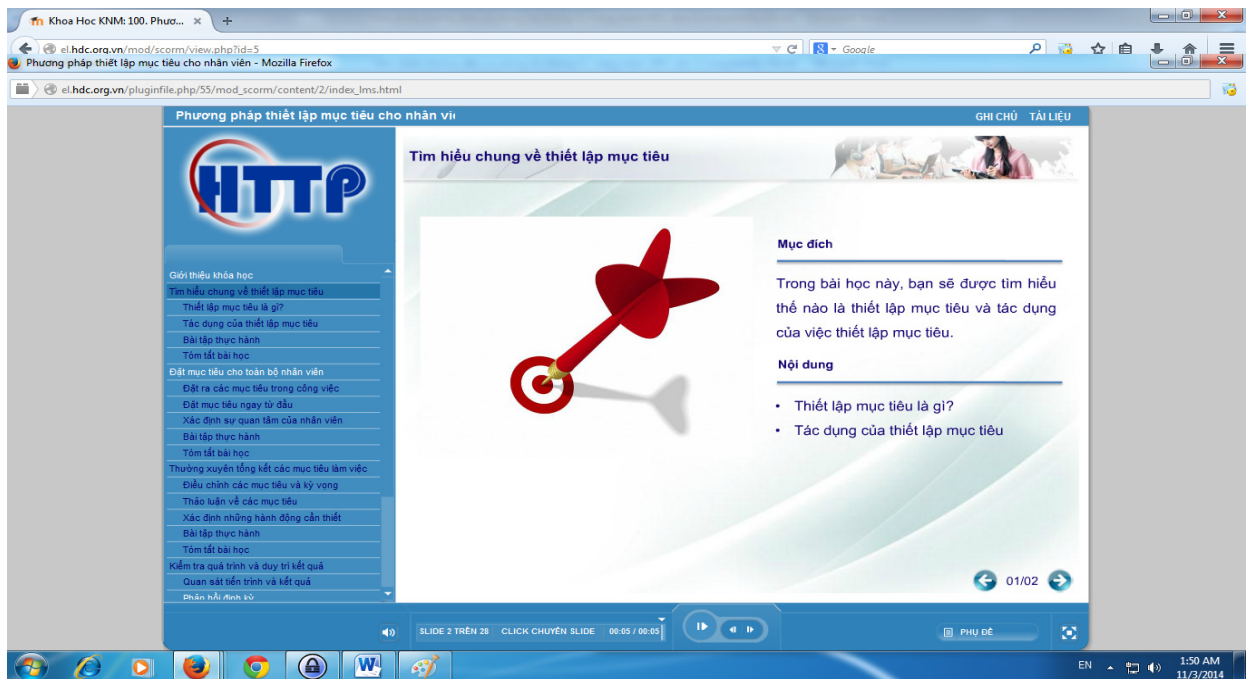 Khoa Hoc KNM: 100. Phươ...
el.hdc.org.vn/mod/scorm/view.php?id=5
Google
Phương pháp thiết lập mục tiêu cho nhân viên - Mozilla Firefox
el.hdc.org.vn/pluginfile.php/55/mod_scorm/content/2/index_lms.html
Phương pháp thiết lập mục tiêu cho nhân viê
GHI CHÚ TÀI LIỆU
HTTP
Giới thiệu khóa học
Tìm hiểu chung về thiết lập mục tiêu
Thiết lập mục tiêu là gì?
Tác dụng của thiết lập mục tiêu
Bài tập thực hành
Tóm tắt bài học
Đặt mục tiêu cho toàn bộ nhân viên
Đặt ra các mục tiêu trong công việc
Đặt mục tiêu ngay từ đầu
Xác định sự quan tâm của nhân viên
Bài tập thực hành
Tóm tắt bài học
Thường xuyên tổng kết các mục tiêu làm việc
Điều chỉnh các mục tiêu và kỳ vọng
Thảo luận về các mục tiêu
Xác định những hành động cần thiết
Bài tập thực hành
Tóm tắt bài học
Kiểm tra quá trình và duy trì kết quả
Quan sát tiến trình và kết quả
Phản hồi định kỳ
Tìm hiểu chung về thiết lập mục tiêu
Mục đích
Trong bài học này, bạn sẽ được tìm hiểu
thế nào là thiết lập mục tiêu và tác dụng
của việc thiết lập mục tiêu.
Nội dung
• Thiết lập mục tiêu là gì?
• Tác dụng của thiết lập mục tiêu
01/02
SLIDE 2 TRÊN 28 CLICK CHUYỂN SLIDE 00:05 / 00:05
PHỤ ĐỀ
EN
1:50 AM
11/3/2014